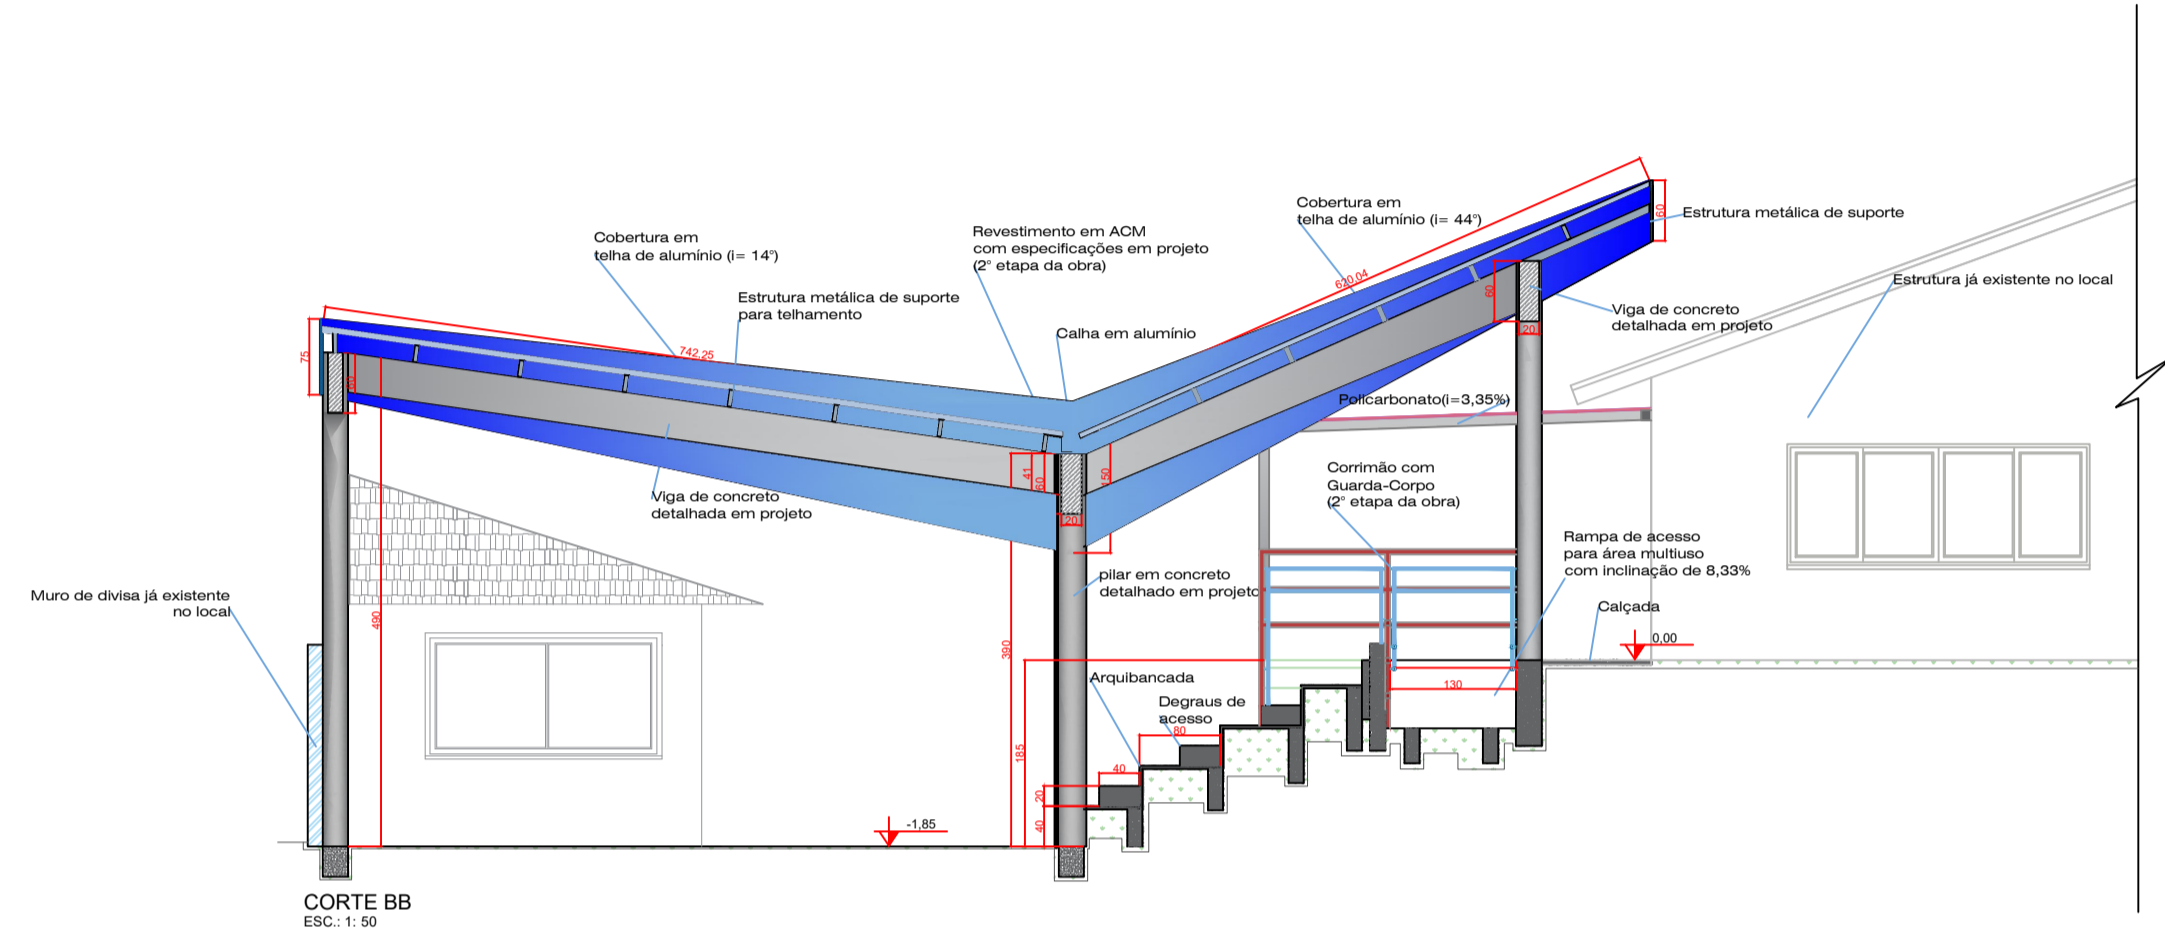 Cobertura em
telha de alumínio (i= 44°)
Estrutura metálica de suporte
60
620,04
Cobertura em
telha de alumínio (i= 14°)
Revestimento em ACM
com especificações em projeto
(2° etapa da obra)
Estrutura metálica de suporte
para telhamento
Calha em alumínio
Estrutura já existente no local
Viga de concreto
detalhada em projeto
60
20
742,25
75
60
Policarbonato(i=3,35%)
Corrimão com
Guarda-Corpo
(2° etapa da obra)
41
60
150
20
Viga de concreto
detalhada em projeto
Rampa de acesso
para área multiuso
com inclinação de 8,33%
pilar em concreto
detalhado em projeto
Muro de divisa já existente
no local
Calçada
0,00
490
390
185
Arquibancada
130
Degraus de
acesso
80
40
20
40
-1,85
CORTE BB
ESC.: 1: 50